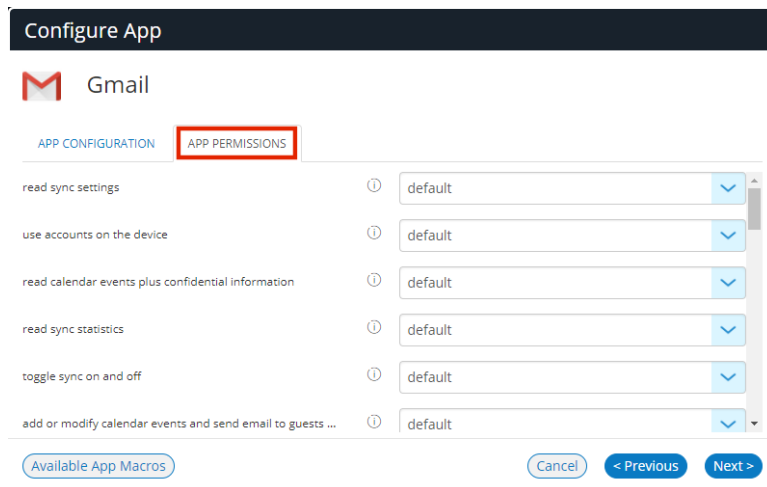 Configure App
Gmail
APP CONFIGURATION APP PERMISSIONS
read sync settings default
use accounts on the device default
read calendar events plus confidential information default
read sync statistics default
toggle sync on and off default
add or modify calendar events and send email to guests ... default
Available App Macros Cancel < Previous Next >